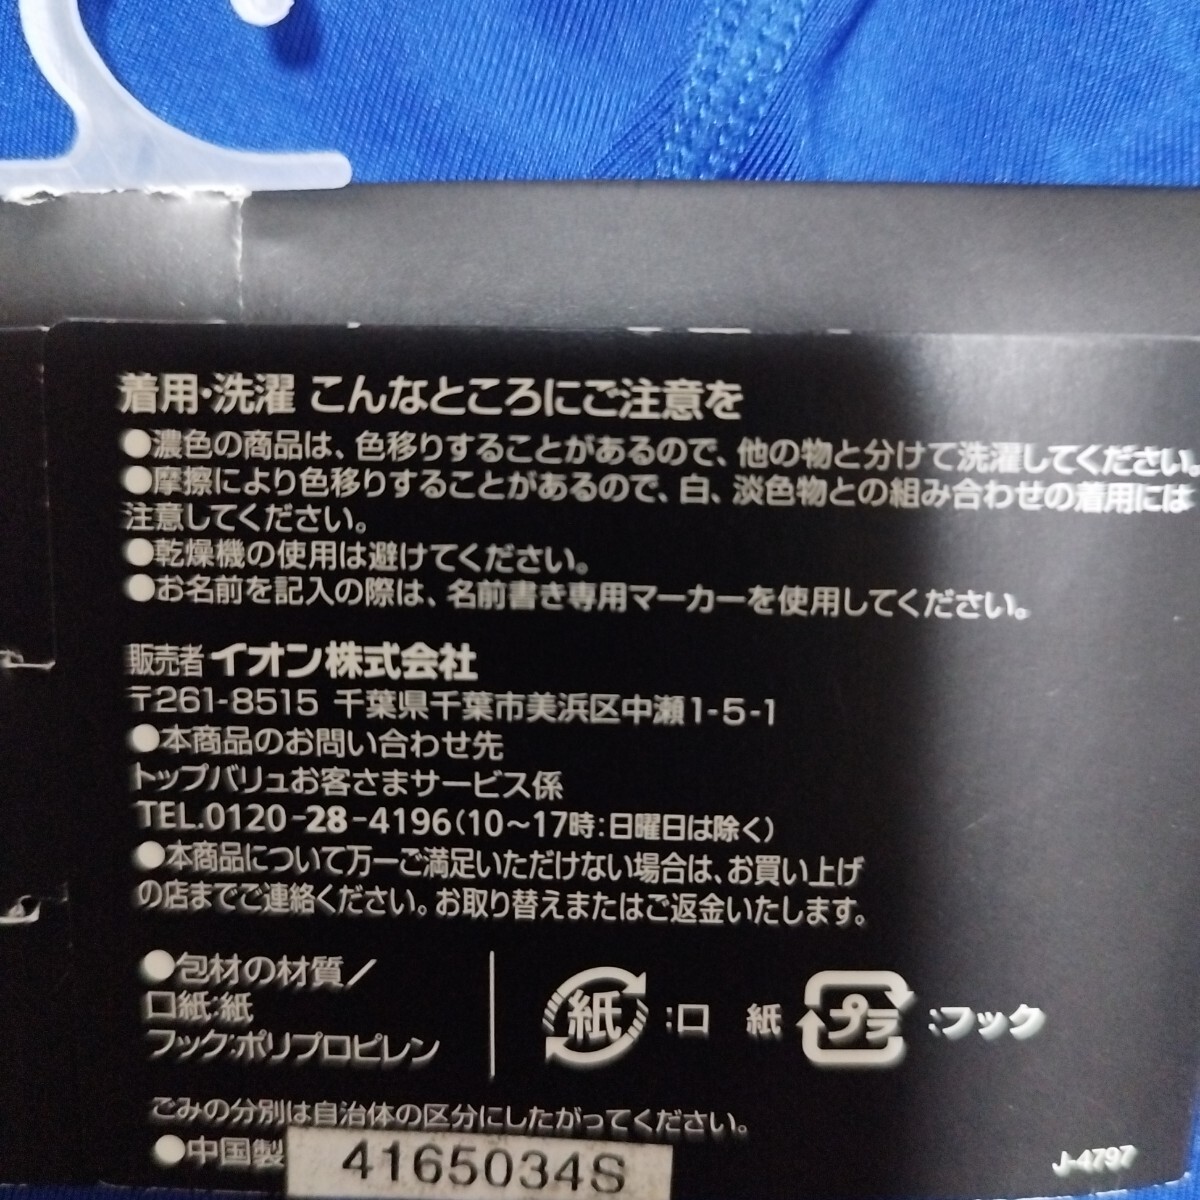 着用・洗濯 こんなところにご注意を
●濃色の商品は、色移りすることがあるので、他の物と分けて洗濯してください。
●摩擦により色移りすることがあるので、白、淡色物との組み合わせの着用には
注意してください。
●乾燥機の使用は避けてください。
●お名前を記入の際は、名前書き専用マーカーを使用してください。
販売者 イオン株式会社
〒261-8515 千葉県千葉市美浜区中瀬1-5-1
●本商品のお問い合わせ先
トップバリュお客さまサービス係
TEL.0120-28-4196(10〜17時:日曜日は除く)
●本商品について万一ご満足いただけない場合は、お買い上げ
の店までご連絡ください。お取り替えまたはご返金いたします。
●包材の材質/
口紙:紙
フック:ポリプロピレン
紙 :口 紙 プラ :フック
ごみの分別は自治体の区分にしたがってください。
●中国製
4165034S
J-4797